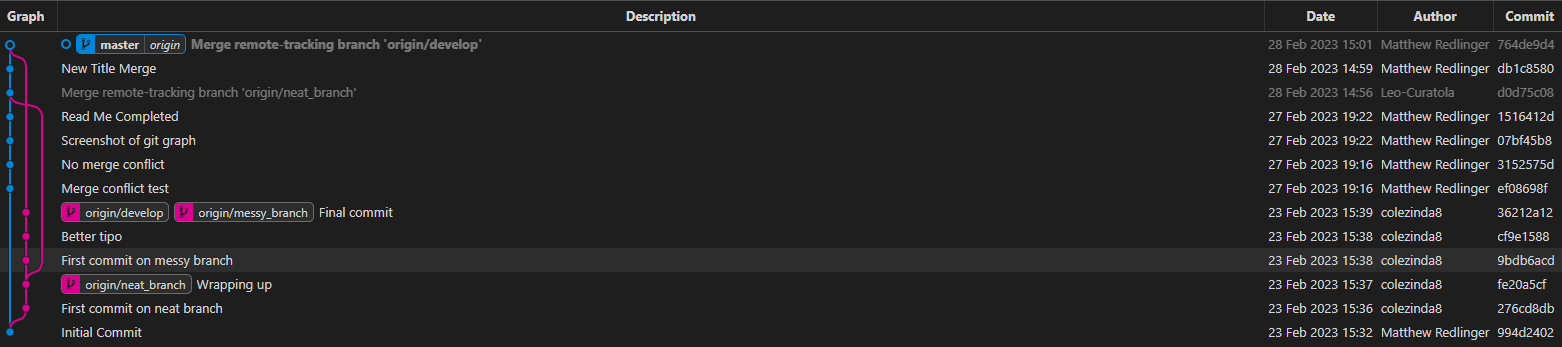 Graph Description Date Author Commit
master origin Merge remote-tracking branch 'origin/develop' 28 Feb 2023 15:01 Matthew Redlinger 764de9d4
New Title Merge 28 Feb 2023 14:59 Matthew Redlinger db1c8580
Merge remote-tracking branch 'origin/neat_branch' 28 Feb 2023 14:56 Leo-Curatola d0d75c08
Read Me Completed 27 Feb 2023 19:22 Matthew Redlinger 1516412d
Screenshot of git graph 27 Feb 2023 19:22 Matthew Redlinger 07bf45b8
No merge conflict 27 Feb 2023 19:16 Matthew Redlinger 3152575d
Merge conflict test 27 Feb 2023 19:16 Matthew Redlinger ef08698f
origin/develop origin/messy_branch Final commit 23 Feb 2023 15:39 colezinda8 36212a12
Better tipo 23 Feb 2023 15:38 colezinda8 cf9e1588
First commit on messy branch 23 Feb 2023 15:38 colezinda8 9bdb6acd
origin/neat_branch Wrapping up 23 Feb 2023 15:37 colezinda8 fe20a5cf
First commit on neat branch 23 Feb 2023 15:36 colezinda8 276cd8db
Initial Commit 23 Feb 2023 15:32 Matthew Redlinger 994d2402